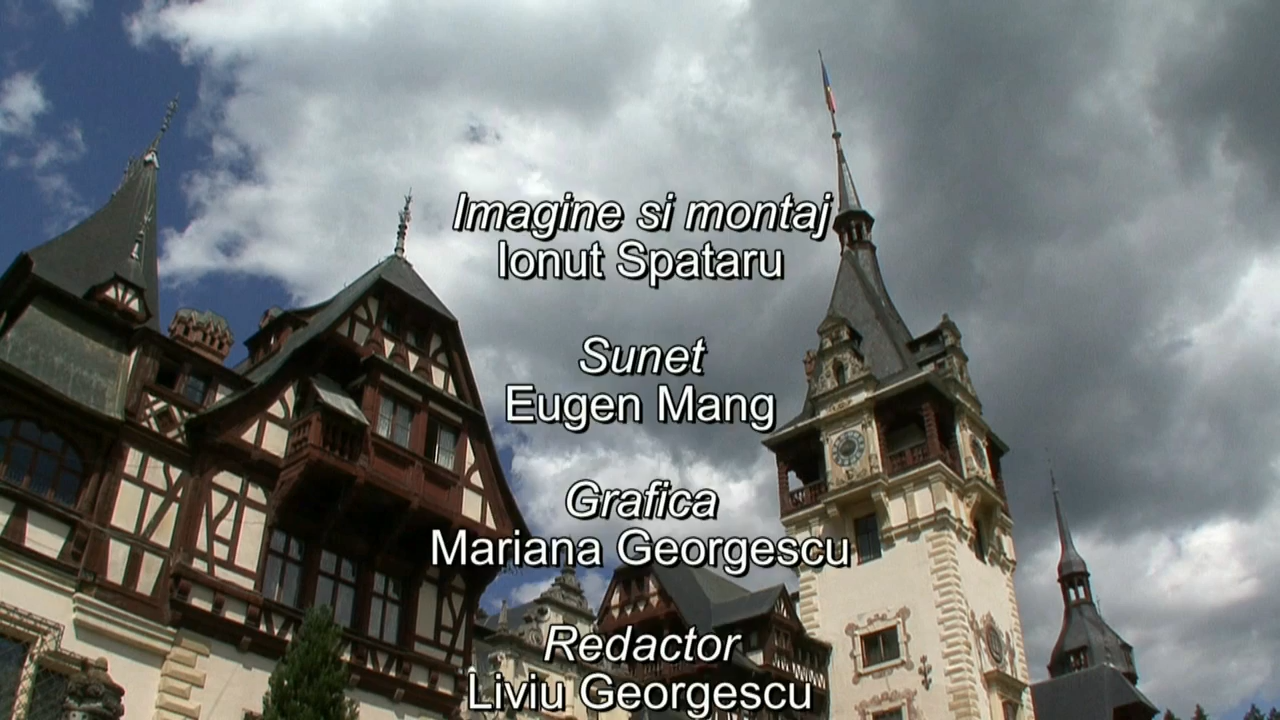 Imagine si montaj
Ionut Spataru
Sunet
Eugen Mang
Grafica
Mariana Georgescu
Redactor
Liviu Georgescu